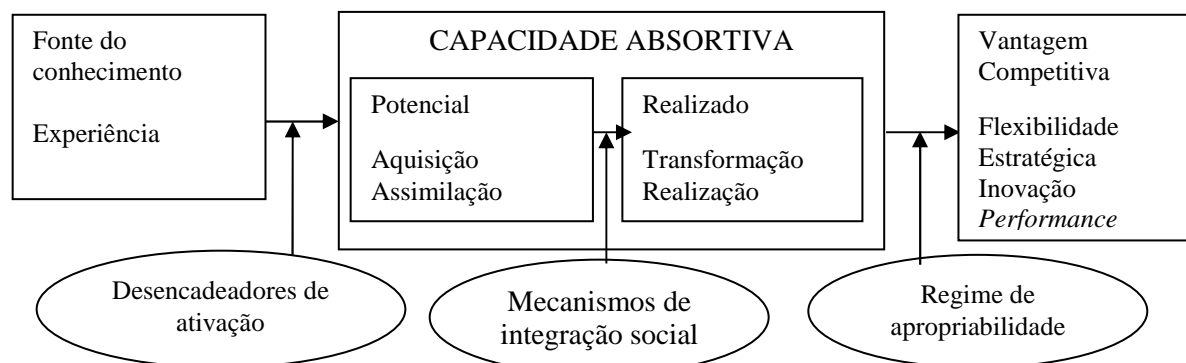 Fonte do
conhecimento
Experiência
CAPACIDADE ABSORTIVA
Potencial
Aquisição
Assimilação
Realizado
Transformação
Realização
Vantagem
Competitiva
Flexibilidade
Estratégica
Inovação
Performance
Desencadeadores de
ativação
Mecanismos de
integração social
Regime de
apropriabilidade